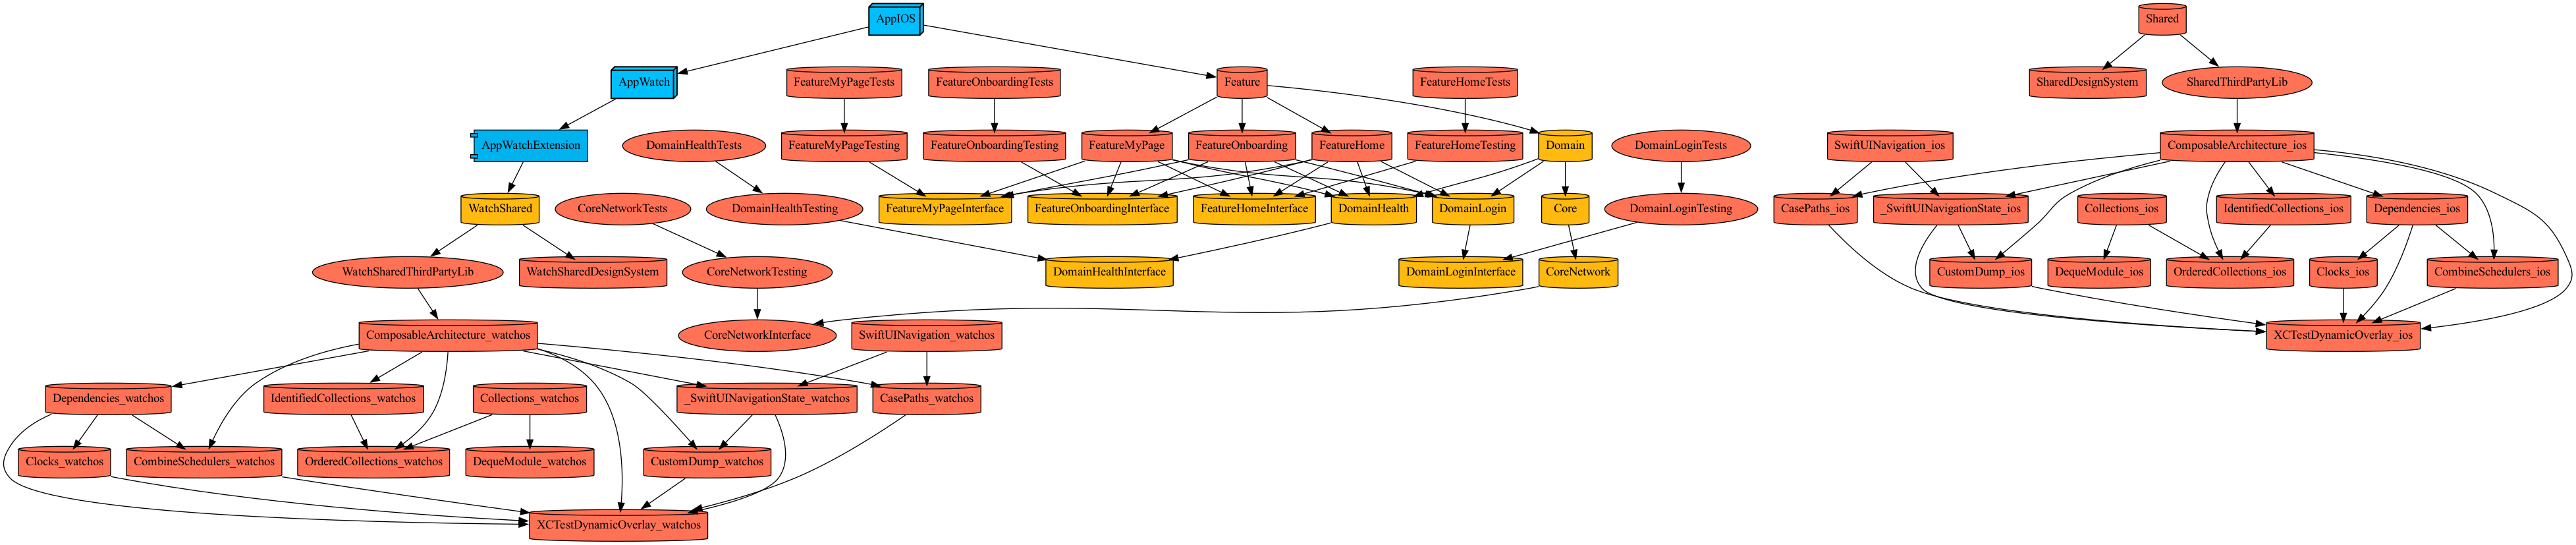 AppIOS
Shared
AppWatch
FeatureMyPageTests
FeatureOnboardingTests
Feature
FeatureHomeTests
SharedDesignSystem
SharedThirdPartyLib
AppWatchExtension
DomainHealthTests
FeatureMyPageTesting
FeatureOnboardingTesting
FeatureMyPage
FeatureOnboarding
FeatureHome
FeatureHomeTesting
Domain
DomainLoginTests
SwiftUINavigation_ios
ComposableArchitecture_ios
WatchShared
CoreNetworkTests
DomainHealthTesting
FeatureMyPageInterface
FeatureOnboardingInterface
FeatureHomeInterface
DomainHealth
DomainLogin
Core
DomainLoginTesting
CasePaths_ios
_SwiftUINavigationState_ios
Collections_ios
IdentifiedCollections_ios
Dependencies_ios
WatchSharedThirdPartyLib
WatchSharedDesignSystem
CoreNetworkTesting
DomainHealthInterface
DomainLoginInterface
CoreNetwork
CustomDump_ios
DequeModule_ios
OrderedCollections_ios
Clocks_ios
CombineSchedulers_ios
ComposableArchitecture_watchos
CoreNetworkInterface
SwiftUINavigation_watchos
XCTestDynamicOverlay_ios
Dependencies_watchos
IdentifiedCollections_watchos
Collections_watchos
_SwiftUINavigationState_watchos
CasePaths_watchos
Clocks_watchos
CombineSchedulers_watchos
OrderedCollections_watchos
DequeModule_watchos
CustomDump_watchos
XCTestDynamicOverlay_watchos